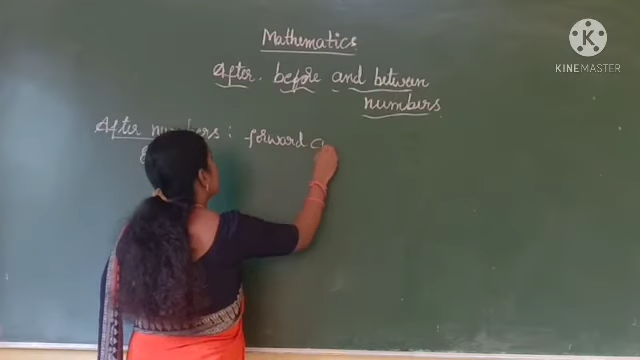 Mathematics
After. before and between
numbers
After numbers: forward
KINEMASTER